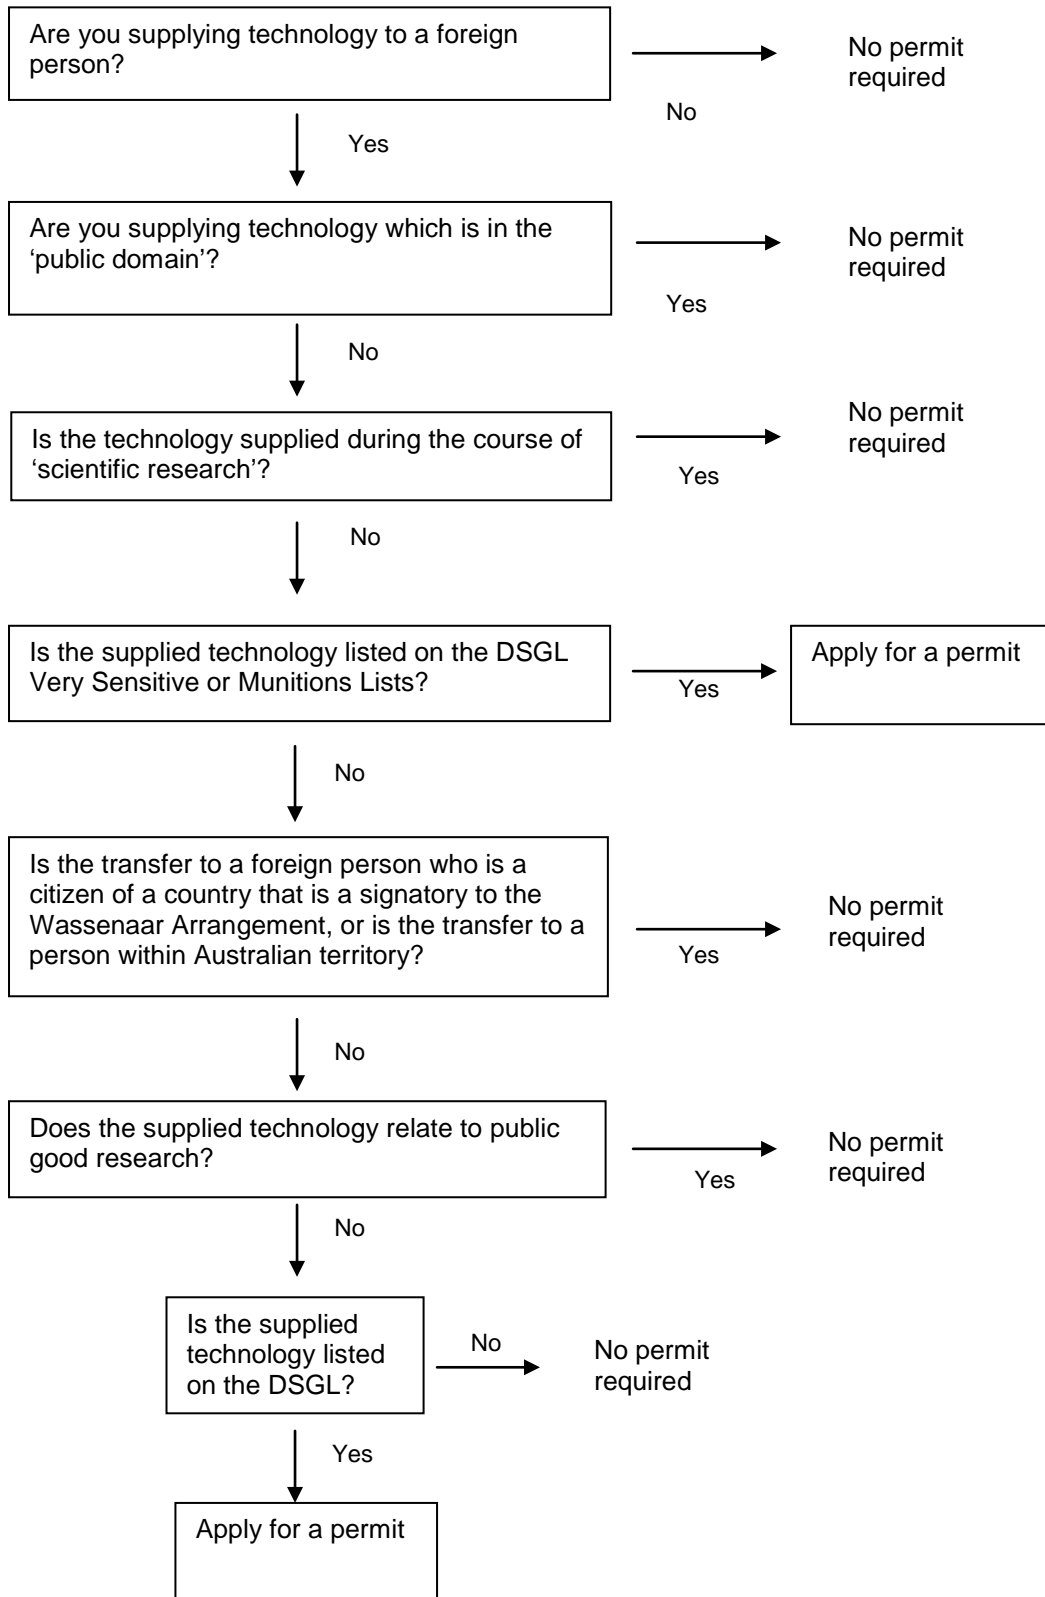 Are you supplying technology to a foreign
person?
No permit
required
No
Yes
Are you supplying technology which is in the
‘public domain’?
No permit
required
Yes
No
Is the technology supplied during the course of
‘scientific research’?
No permit
required
Yes
No
Is the supplied technology listed on the DSGL
Very Sensitive or Munitions Lists?
Apply for a permit
Yes
No
Is the transfer to a foreign person who is a
citizen of a country that is a signatory to the
Wassenaar Arrangement, or is the transfer to a
person within Australian territory?
No permit
required
Yes
No
Does the supplied technology relate to public
good research?
No permit
required
Yes
No
Is the supplied
technology listed
on the DSGL?
No
No permit
required
Yes
Apply for a permit